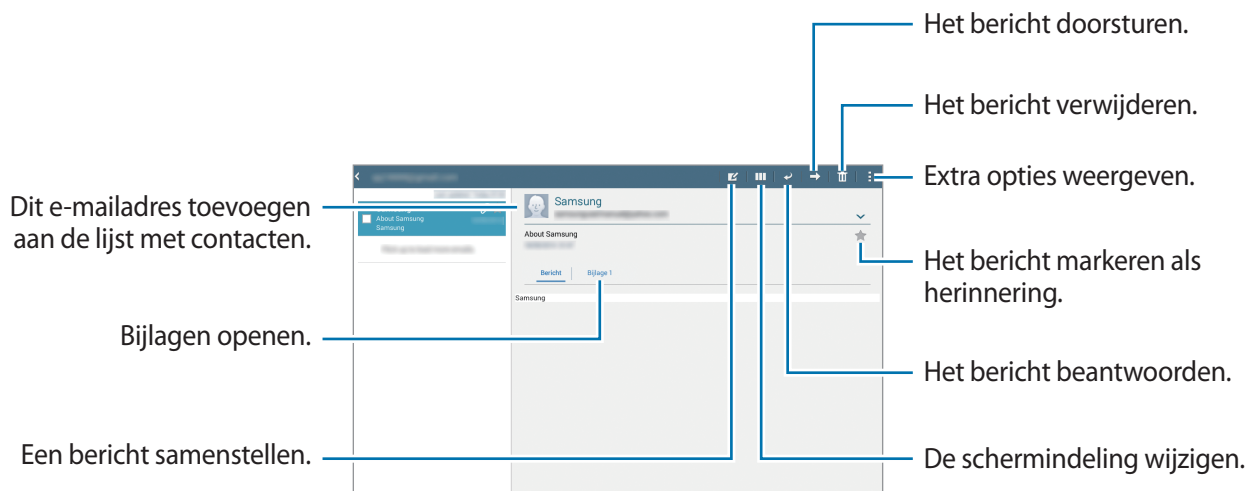 Het bericht doorsturen.
Het bericht verwijderen.
Extra opties weergeven.
Dit e-mailadres toevoegen
aan de lijst met contacten.
Samsung
About Samsung
Samsung
About Samsung
Het bericht markeren als
herinnering.
Bericht
Bijlage 1
Samsung
Bijlagen openen.
Het bericht beantwoorden.
Een bericht samenstellen.
De schermindeling wijzigen.